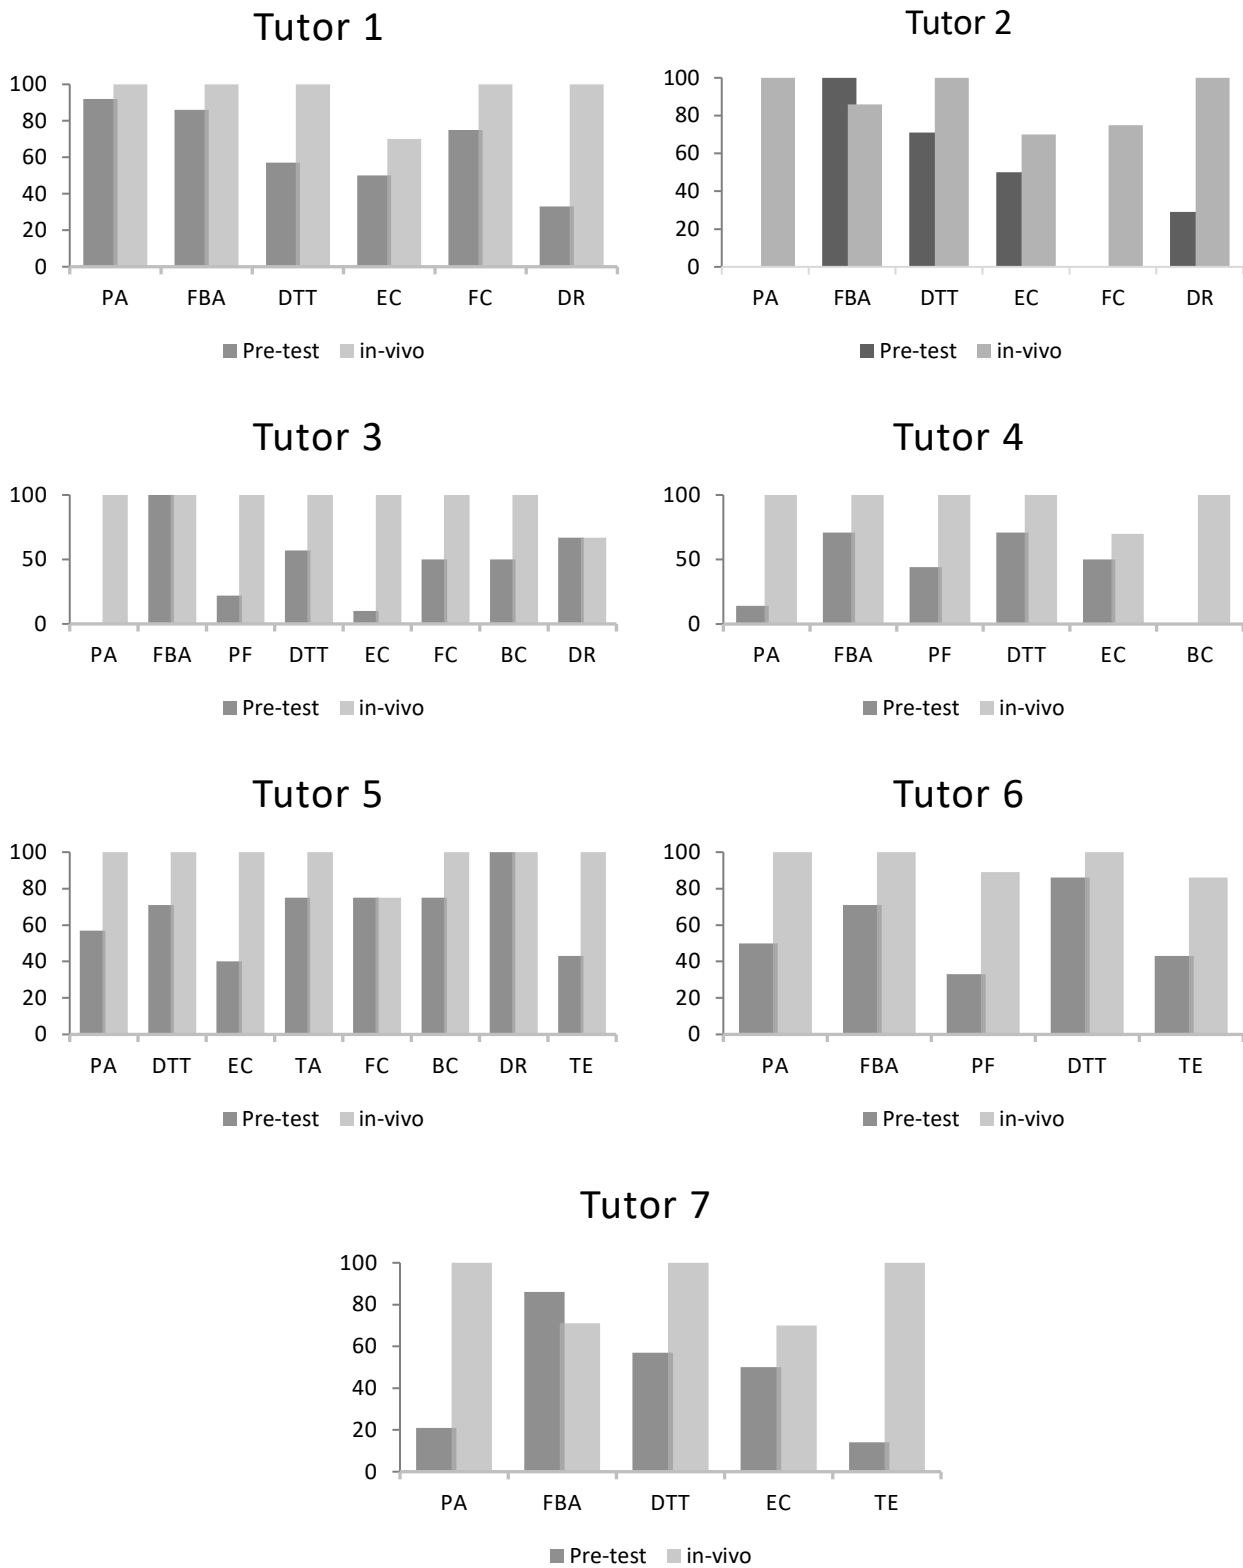 Tutor 1
100
80
60
40
20
0
PA FBA DTT EC FC DR
Pre-test in-vivo
Tutor 2
100
80
60
40
20
0
PA FBA DTT EC FC DR
Pre-test in-vivo
Tutor 3
100
50
0
PA FBA PF DTT EC FC BC DR
Pre-test in-vivo
Tutor 4
100
50
0
PA FBA PF DTT EC BC
Pre-test in-vivo
Tutor 5
100
80
60
40
20
0
PA DTT EC TA FC BC DR TE
Pre-test in-vivo
Tutor 6
100
80
60
40
20
0
PA FBA PF DTT TE
Pre-test in-vivo
Tutor 7
100
80
60
40
20
0
PA FBA DTT EC TE
Pre-test in-vivo